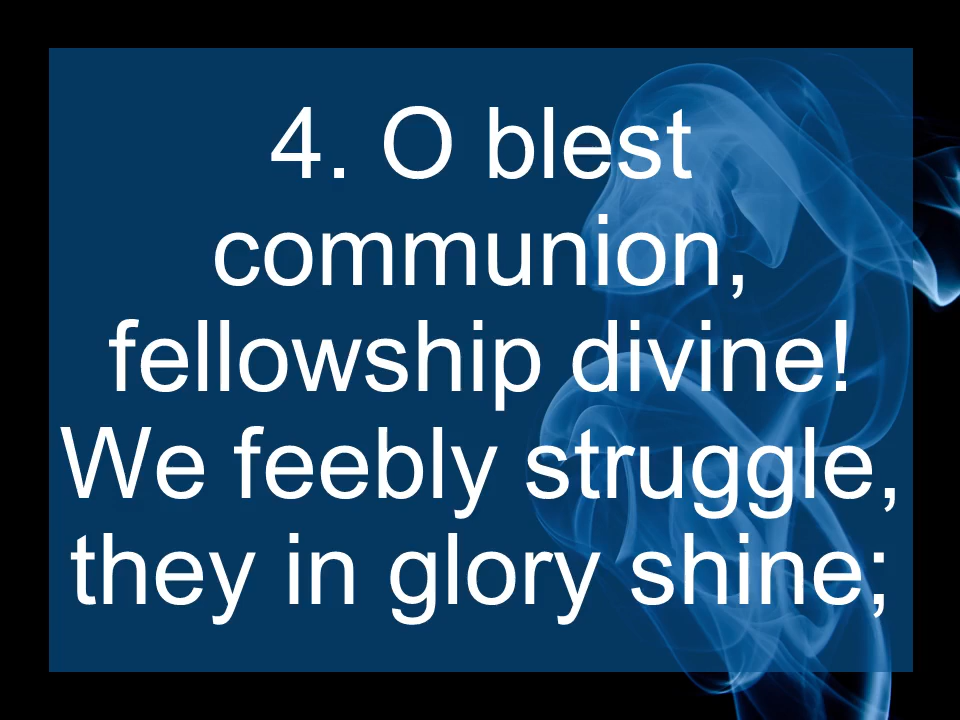 4. O blest
communion,
fellowship divine!
We feebly struggle,
they in glory shine;